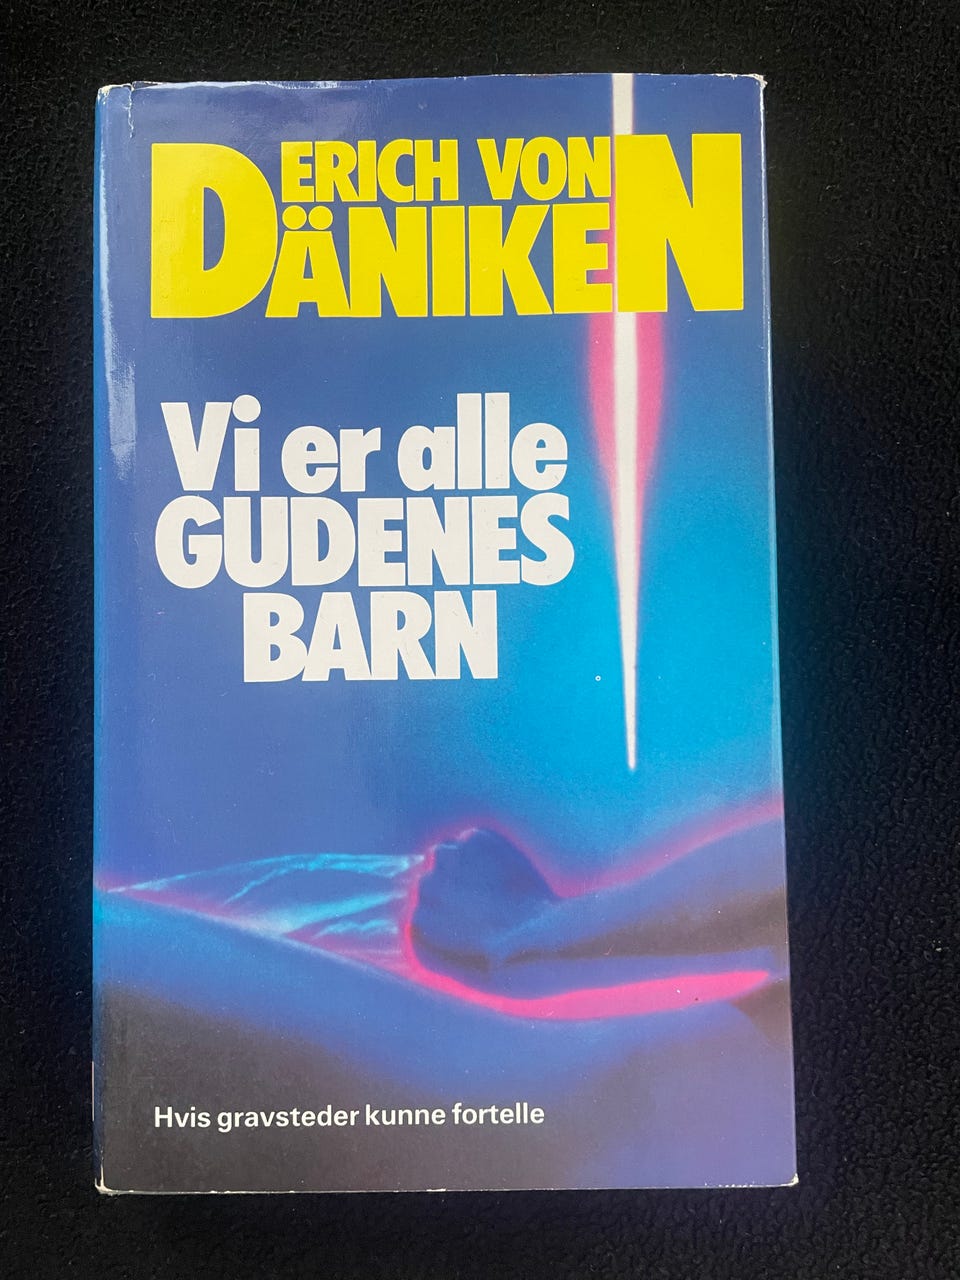 ERICH VON
DÄNIKEN
Vi er alle
GUDENES
BARN
Hvis gravsteder kunne fortelle